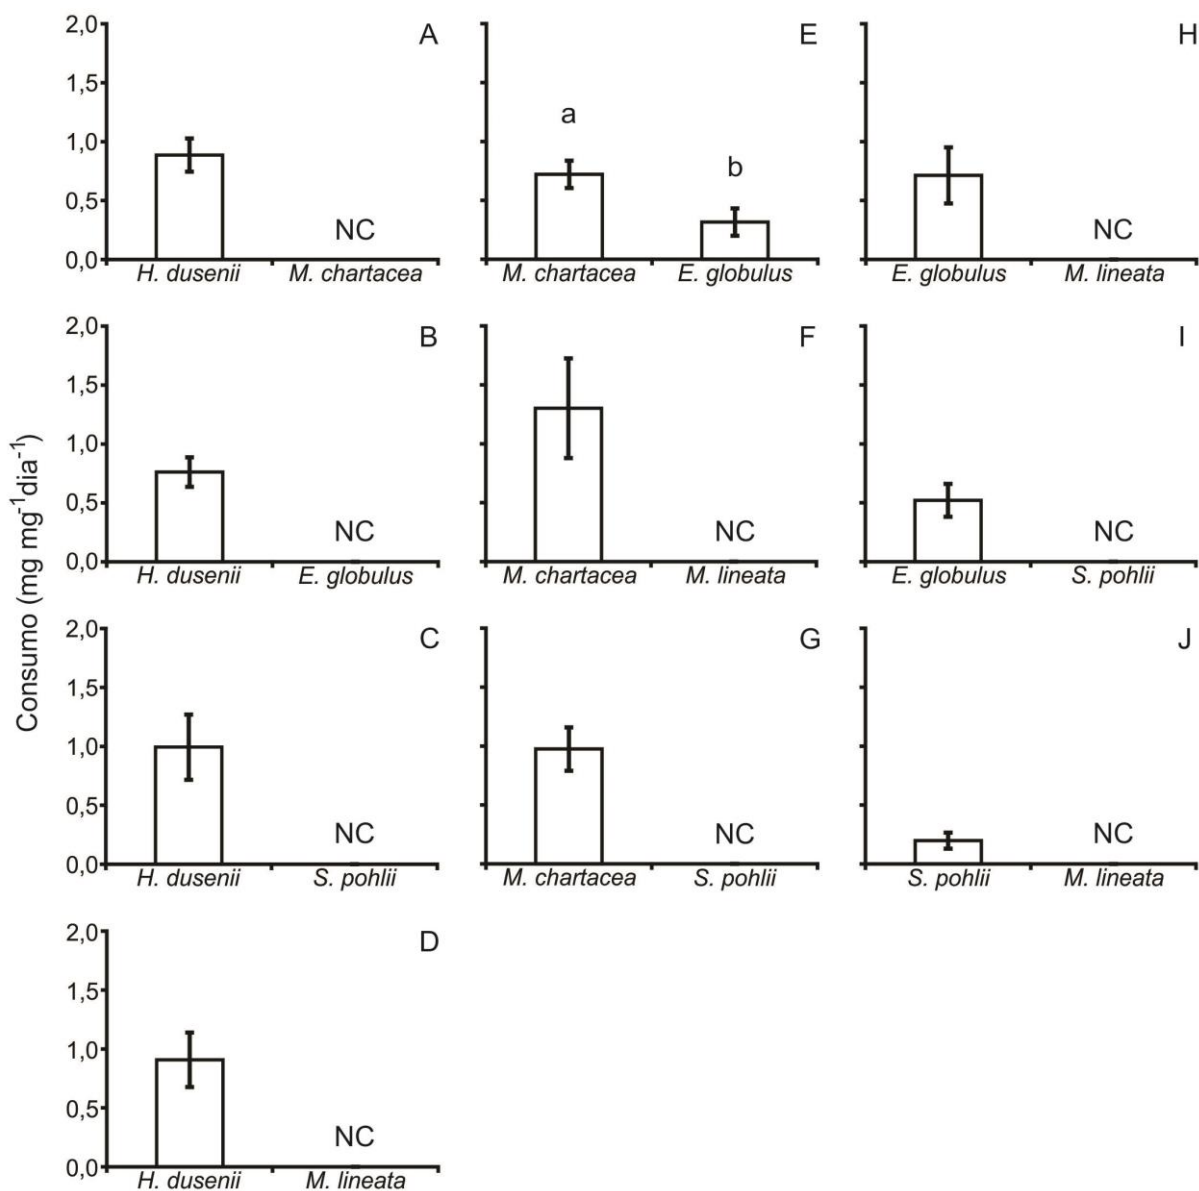 Consumo (mg mg⁻¹dia⁻¹)
A
2,0
1,5
1,0
0,5
0,0
NC
H. dusenii M. chartacea
E
a
b
M. chartacea E. globulus
H
NC
E. globulus M. lineata
B
2,0
1,5
1,0
0,5
0,0
NC
H. dusenii E. globulus
F
NC
M. chartacea M. lineata
I
NC
E. globulus S. pohlii
C
2,0
1,5
1,0
0,5
0,0
NC
H. dusenii S. pohlii
G
NC
M. chartacea S. pohlii
J
NC
S. pohlii M. lineata
D
2,0
1,5
1,0
0,5
0,0
NC
H. dusenii M. lineata